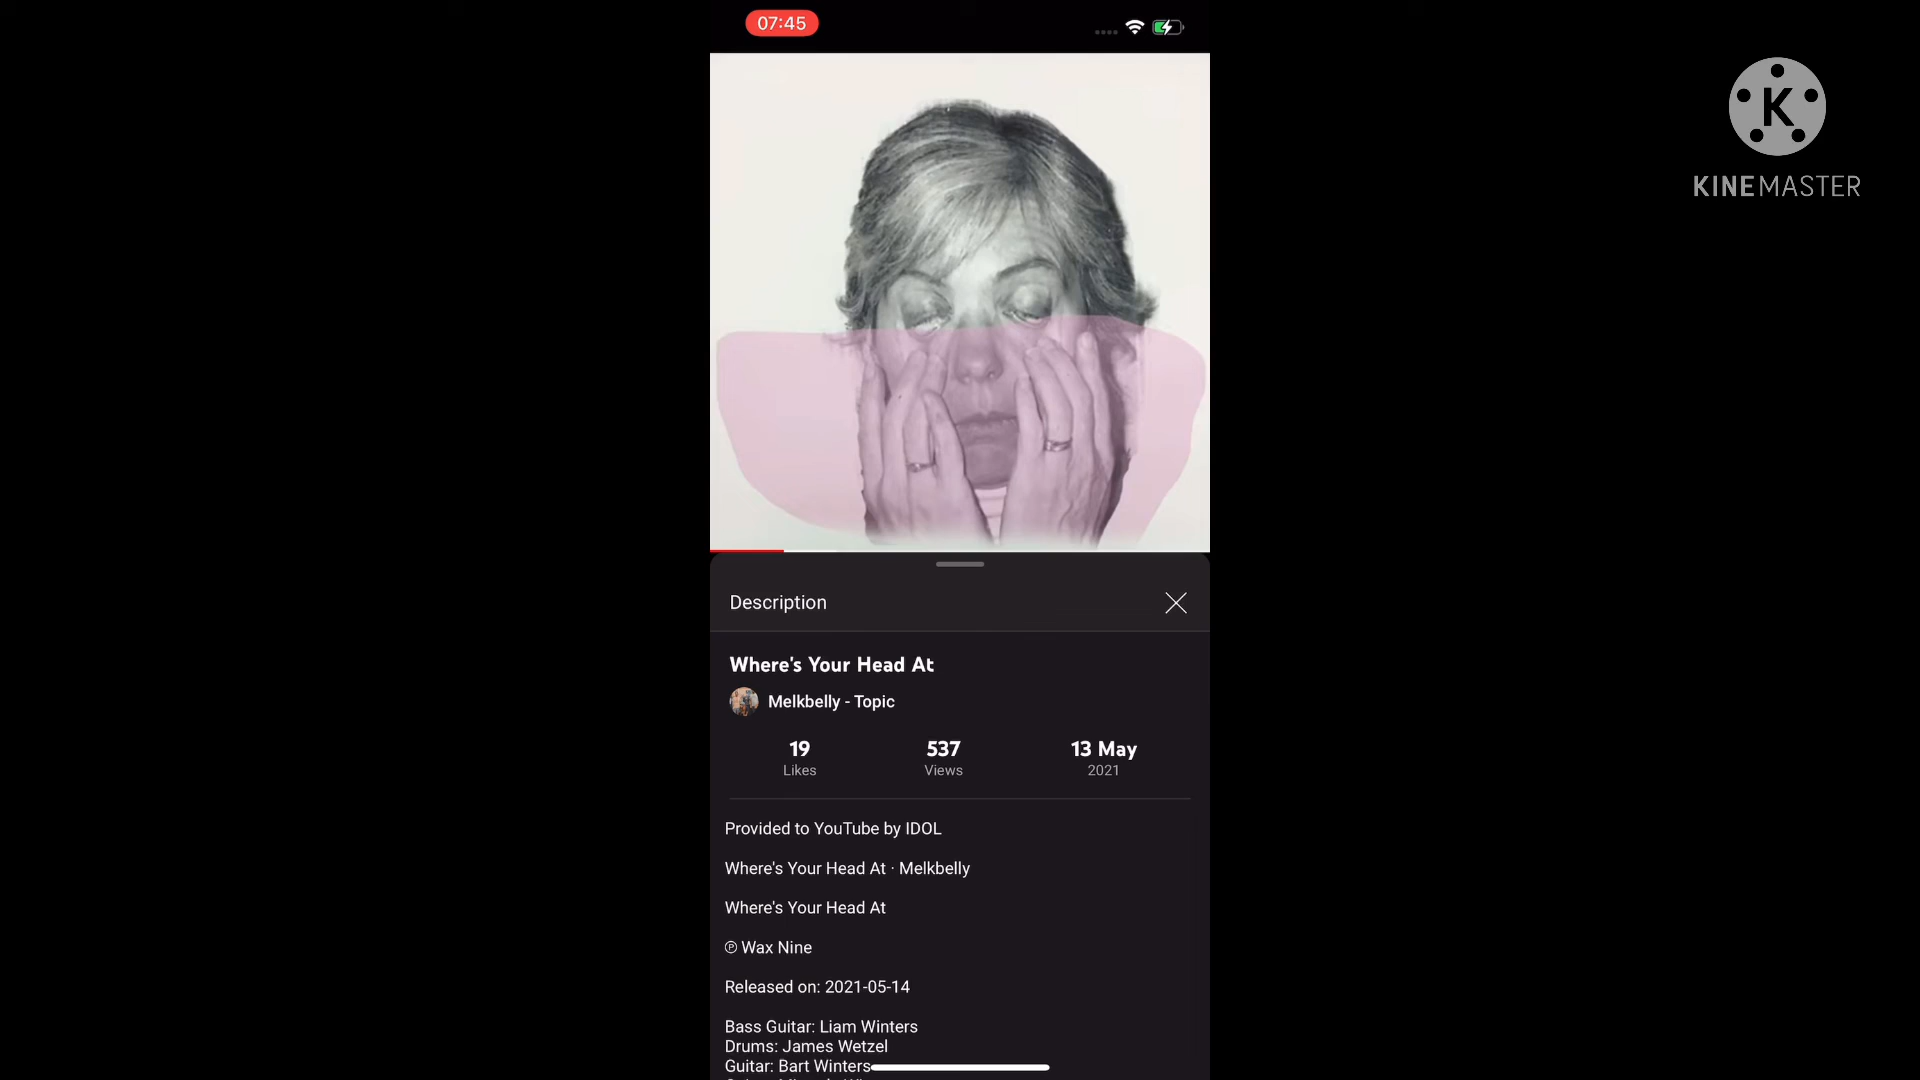 07:45
K
KINEMASTER
Description
Where's Your Head At
Melkbelly - Topic
19
537
13 May
Likes
Views
2021
Provided to YouTube by IDOL
Where's Your Head At · Melkbelly
Where's Your Head At
℗ Wax Nine
Released on: 2021-05-14
Bass Guitar: Liam Winters
Drums: James Wetzel
Guitar: Bart Winters